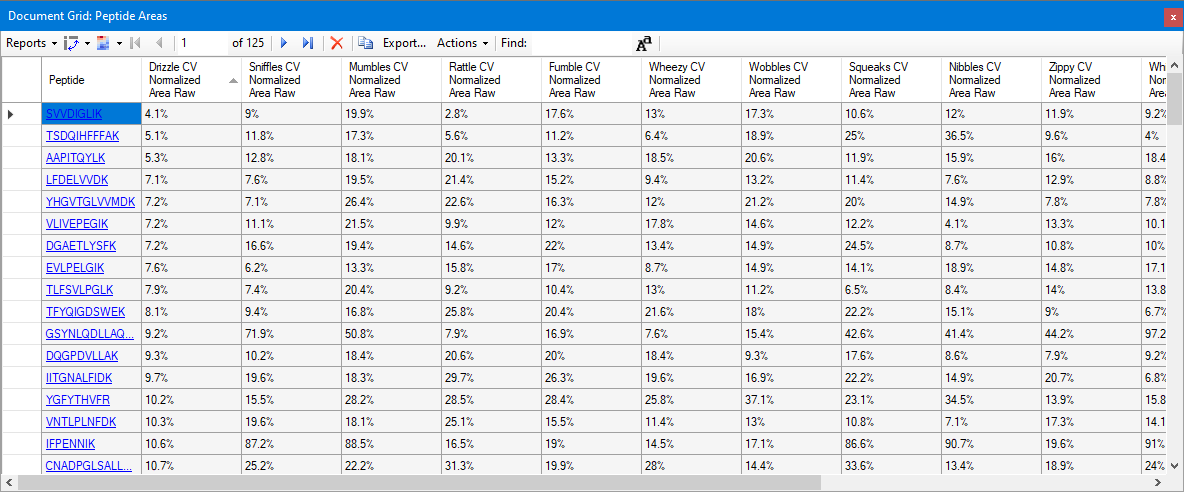 Document Grid: Peptide Areas x
Reports 1 of 125 Export... Actions Find: Aa
Peptide Drizzle CV Normalized Area Raw Sniffles CV Normalized Area Raw Mumbles CV Normalized Area Raw Rattle CV Normalized Area Raw Fumble CV Normalized Area Raw Wheezy CV Normalized Area Raw Wobbles CV Normalized Area Raw Squeaks CV Normalized Area Raw Nibbles CV Normalized Area Raw Zippy CV Normalized Area Raw Wh Nor Area
SVVDIGLIK 4.1% 9% 19.9% 2.8% 17.6% 13% 17.3% 10.6% 12% 11.9% 9.2%
TSDQIHFFFAK 5.1% 11.8% 17.3% 5.6% 11.2% 6.4% 18.9% 25% 36.5% 9.6% 4%
AAPITQYLK 5.3% 12.8% 18.1% 20.1% 13.3% 18.5% 20.6% 11.9% 15.9% 16% 18.4
LFDELVVDK 7.1% 7.6% 19.5% 21.4% 15.2% 9.4% 13.2% 11.4% 7.6% 12.9% 8.8%
YHGVTGLVVMDK 7.2% 7.1% 26.4% 22.6% 16.3% 12% 21.2% 20% 14.9% 7.8% 7.8%
VLIVEPEGIK 7.2% 11.1% 21.5% 9.9% 12% 17.8% 14.6% 12.2% 4.1% 13.3% 10.1
DGAETLYSFK 7.2% 16.6% 19.4% 14.6% 22% 13.4% 14.9% 24.5% 8.7% 10.8% 10%
EVLPELGIK 7.6% 6.2% 13.3% 15.8% 17% 8.7% 14.9% 14.1% 18.9% 14.8% 17.1
TLFSVLPGLK 7.9% 7.4% 20.4% 9.2% 10.4% 13% 11.2% 6.5% 8.4% 14% 13.8
TFYQIGDSWEK 8.1% 9.4% 16.8% 25.8% 20.4% 21.6% 18% 22.2% 15.1% 9% 6.7%
GSYNLQDLLAQ... 9.2% 71.9% 50.8% 7.9% 16.9% 7.6% 15.4% 42.6% 41.4% 44.2% 97.2
DQGPDVLLAK 9.3% 10.2% 18.4% 20.6% 20% 18.4% 9.3% 17.6% 8.6% 7.9% 9.2%
IITGNALFIDK 9.7% 19.6% 18.3% 29.7% 26.3% 19.6% 16.9% 22.2% 14.9% 20.7% 6.8%
YGFYTHVFR 10.2% 15.5% 28.2% 28.5% 28.4% 25.8% 37.1% 23.1% 34.5% 13.9% 15.8
VNTLPLNFDK 10.3% 19.6% 18.1% 25.1% 15.5% 11.4% 13% 10.8% 7.1% 17.3% 14.1
IFPENNIK 10.6% 87.2% 88.5% 16.5% 19% 14.5% 17.1% 86.6% 90.7% 19.6% 91%
CNADPGLSALL... 10.7% 25.2% 22.2% 31.3% 19.9% 28% 14.4% 33.6% 13.4% 18.9% 24%